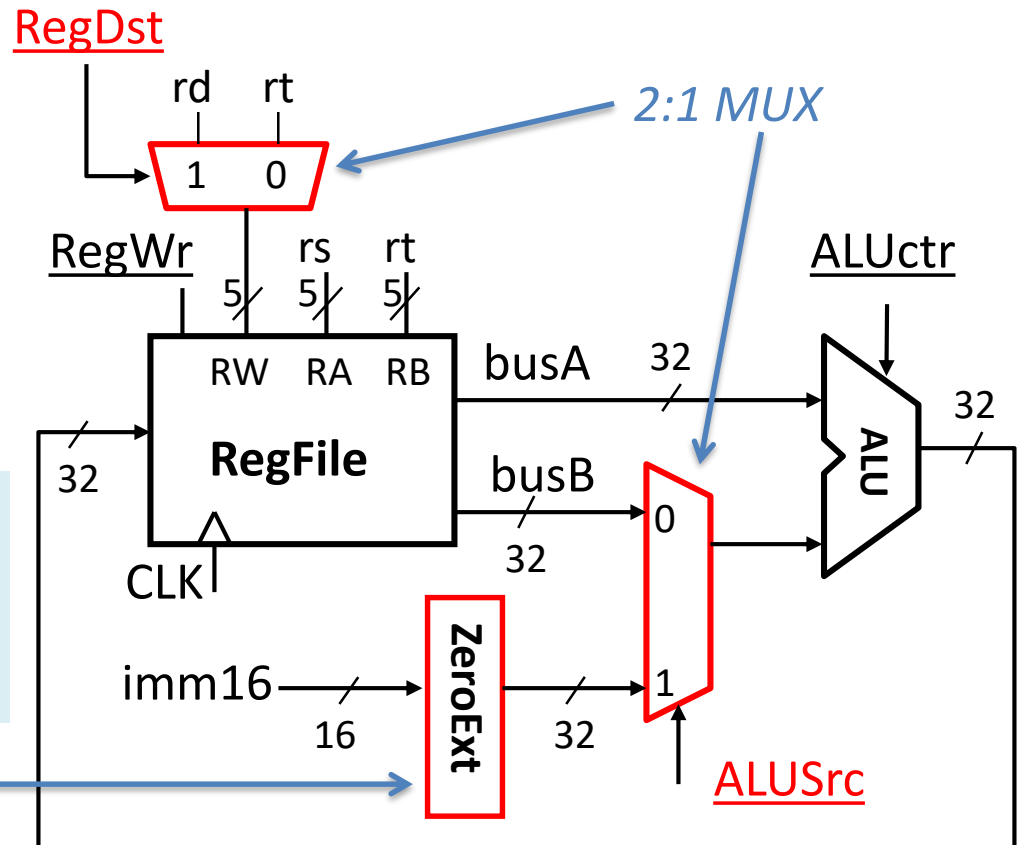 RegDst
rd rt
2:1 MUX
1 0
RegWr
rs rt
ALUctr
5 5 5
RW RA RB
busA
32
32
RegFile
ALU
32
busB
0
32
CLK
ZeroExt
imm16
1
16
32
ALUSrc